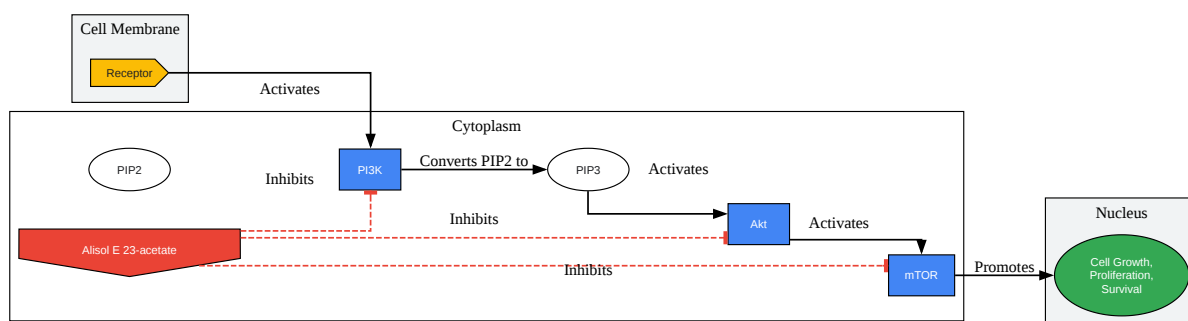 Cell Membrane
Receptor
Activates
Cytoplasm
PIP2
Inhibits
PI3K
Converts PIP2 to
PIP3
Activates
Alisol E 23-acetate
Inhibits
Akt
Activates
Inhibits
mTOR
Promotes
Nucleus
Cell Growth,
Proliferation,
Survival